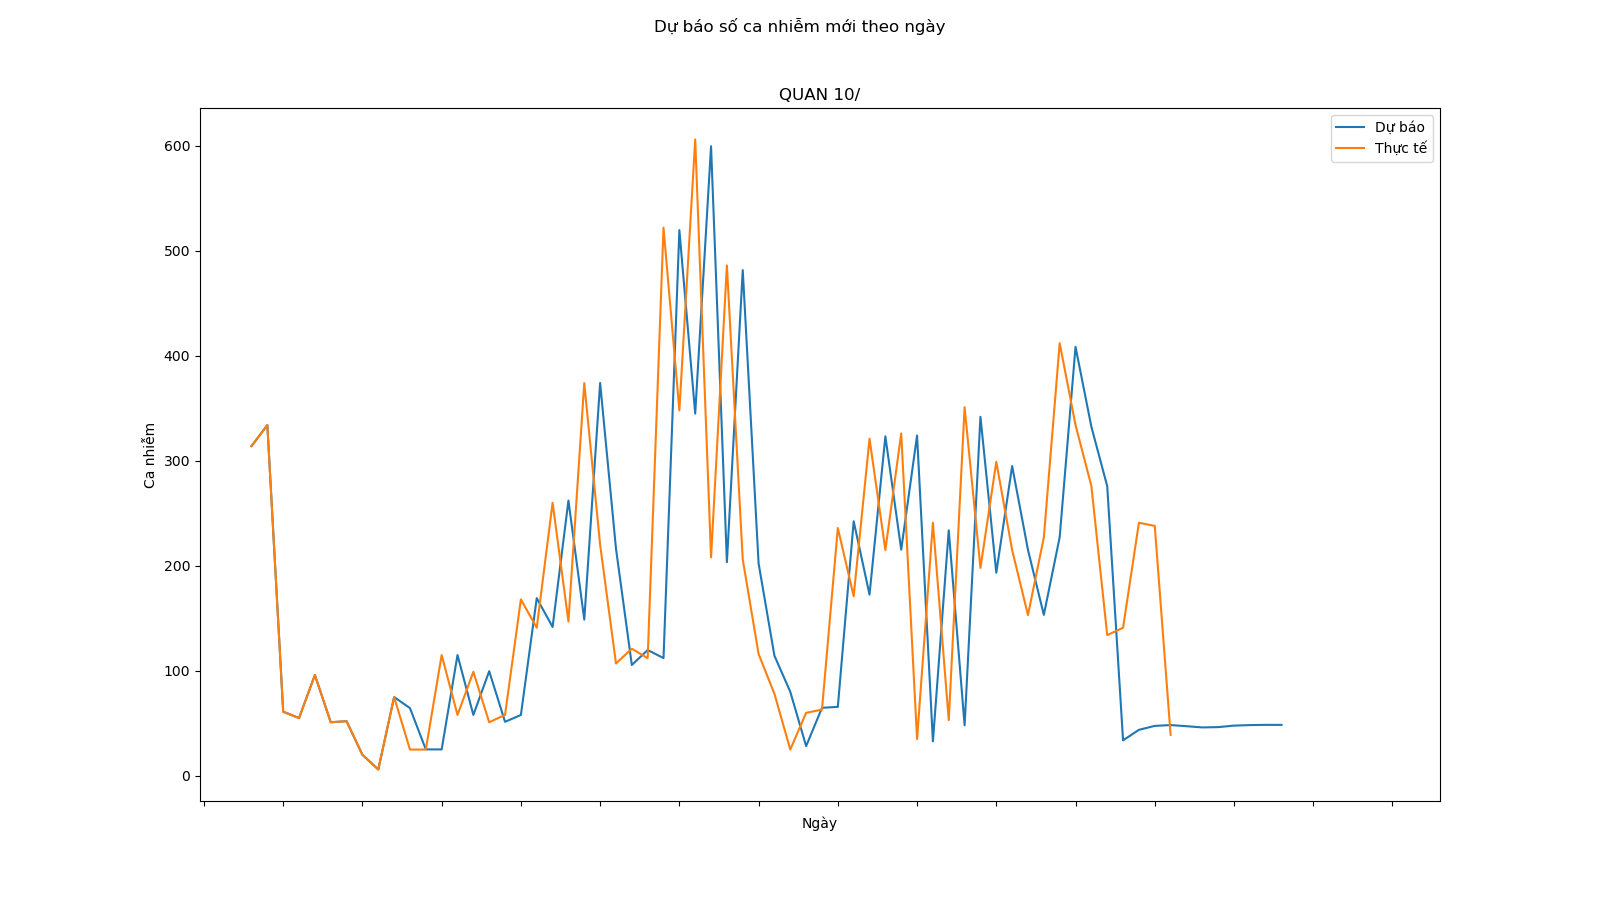 Dự báo số ca nhiễm mới theo ngày
QUAN 10/
Dự báo
Thực tế
600
500
400
300
200
100
0
Ca nhiễm
Ngày